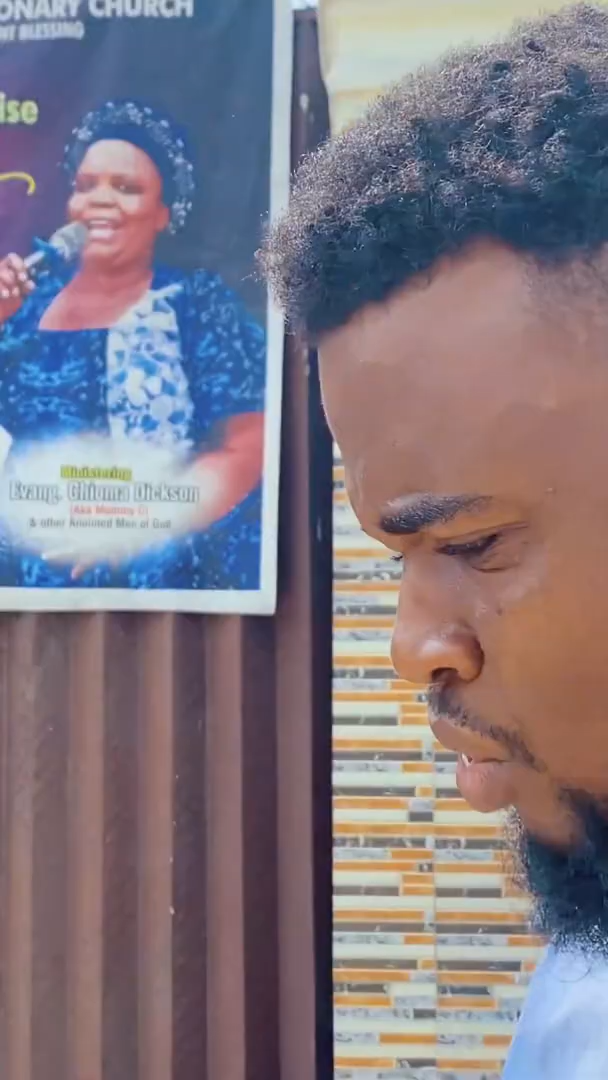 ONARY CHURCH
NT BLESSING
ise
Ministering
Evang. Chioma Dickson
(Aka Mummy C)
& other Anointed Men of God